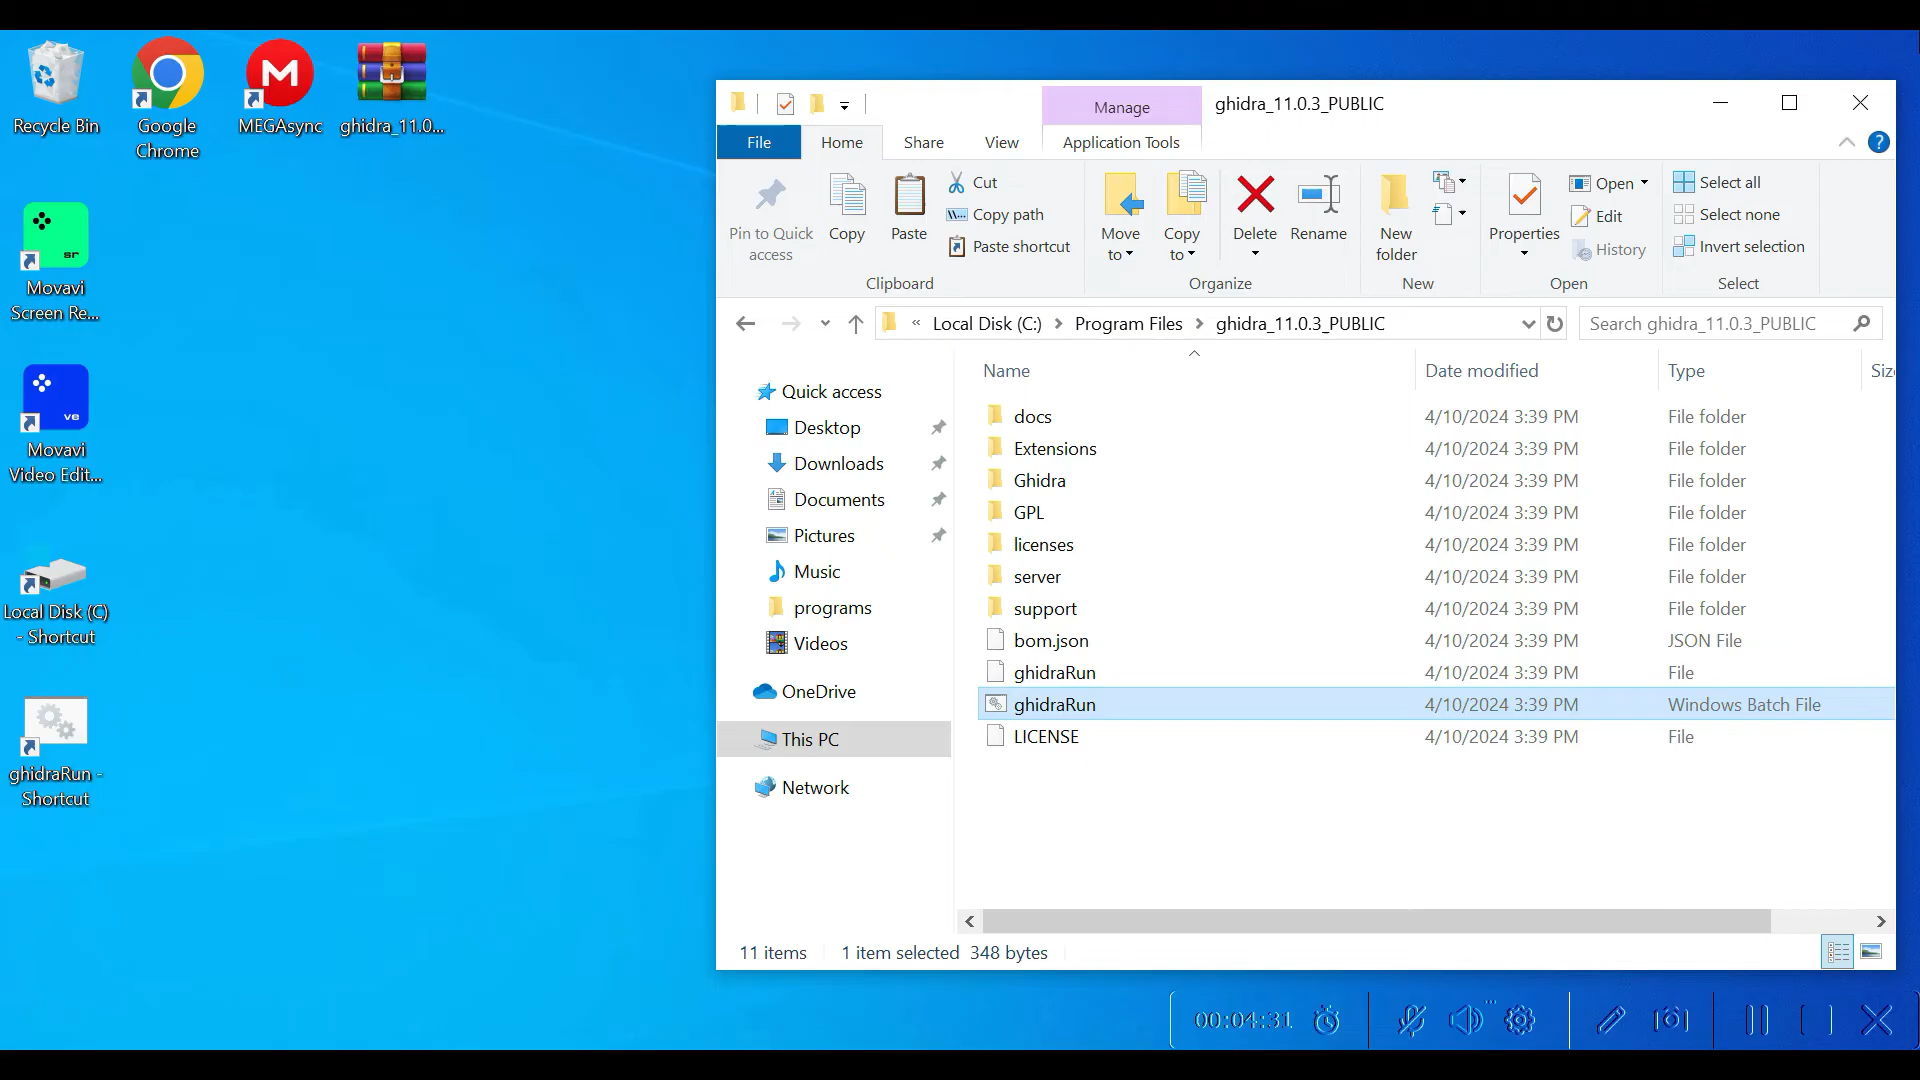 Recycle Bin
Google
Chrome
MEGAsync
ghidra_11.0...
sr
Movavi
Screen Re...
ve
Movavi
Video Edit...
Local Disk (C)
- Shortcut
ghidraRun -
Shortcut
Manage
ghidra_11.0.3_PUBLIC
File
Home
Share
View
Application Tools
Pin to Quick
access
Copy
Paste
Cut
Copy path
Paste shortcut
Clipboard
Move
to
Copy
to
Delete
Rename
Organize
New
folder
New
Properties
Open
Edit
History
Open
Select all
Select none
Invert selection
Select
« Local Disk (C:) > Program Files > ghidra_11.0.3_PUBLIC
Search ghidra_11.0.3_PUBLIC
Quick access
Desktop
Downloads
Documents
Pictures
Music
programs
Videos
OneDrive
This PC
Network
Name Date modified Type Siz
docs 4/10/2024 3:39 PM File folder
Extensions 4/10/2024 3:39 PM File folder
Ghidra 4/10/2024 3:39 PM File folder
GPL 4/10/2024 3:39 PM File folder
licenses 4/10/2024 3:39 PM File folder
server 4/10/2024 3:39 PM File folder
support 4/10/2024 3:39 PM File folder
bom.json 4/10/2024 3:39 PM JSON File
ghidraRun 4/10/2024 3:39 PM File
ghidraRun 4/10/2024 3:39 PM Windows Batch File
LICENSE 4/10/2024 3:39 PM File
11 items 1 item selected 348 bytes
00:04:31